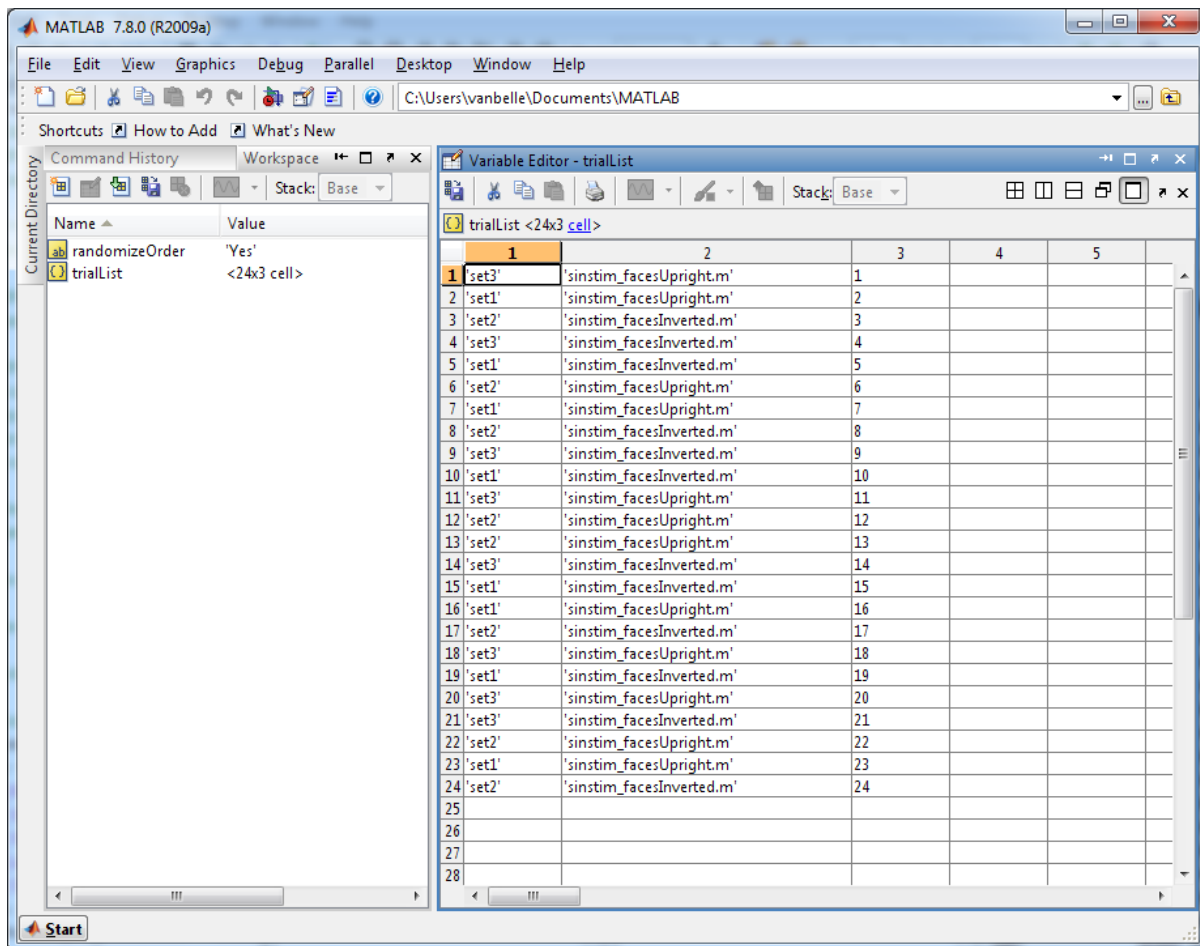 MATLAB 7.8.0 (R2009a)
File Edit View Graphics Debug Parallel Desktop Window Help
C:\Users\vanbelle\Documents\MATLAB
Shortcuts How to Add What's New
Current Directory
Command History Workspace
Stack: Base
Name Value
randomizeOrder 'Yes'
trialList <24x3 cell>
Variable Editor - trialList
Stack: Base
trialList <24x3 cell>
1 2 3 4 5
1 'set3' 'sinstim_facesUpright.m' 1
2 'set1' 'sinstim_facesUpright.m' 2
3 'set2' 'sinstim_facesInverted.m' 3
4 'set3' 'sinstim_facesInverted.m' 4
5 'set1' 'sinstim_facesInverted.m' 5
6 'set2' 'sinstim_facesUpright.m' 6
7 'set1' 'sinstim_facesUpright.m' 7
8 'set2' 'sinstim_facesInverted.m' 8
9 'set3' 'sinstim_facesInverted.m' 9
10 'set1' 'sinstim_facesInverted.m' 10
11 'set3' 'sinstim_facesUpright.m' 11
12 'set2' 'sinstim_facesUpright.m' 12
13 'set2' 'sinstim_facesUpright.m' 13
14 'set3' 'sinstim_facesInverted.m' 14
15 'set1' 'sinstim_facesInverted.m' 15
16 'set1' 'sinstim_facesUpright.m' 16
17 'set2' 'sinstim_facesInverted.m' 17
18 'set3' 'sinstim_facesUpright.m' 18
19 'set1' 'sinstim_facesInverted.m' 19
20 'set3' 'sinstim_facesUpright.m' 20
21 'set3' 'sinstim_facesInverted.m' 21
22 'set2' 'sinstim_facesUpright.m' 22
23 'set1' 'sinstim_facesUpright.m' 23
24 'set2' 'sinstim_facesInverted.m' 24
25
26
27
28
Start